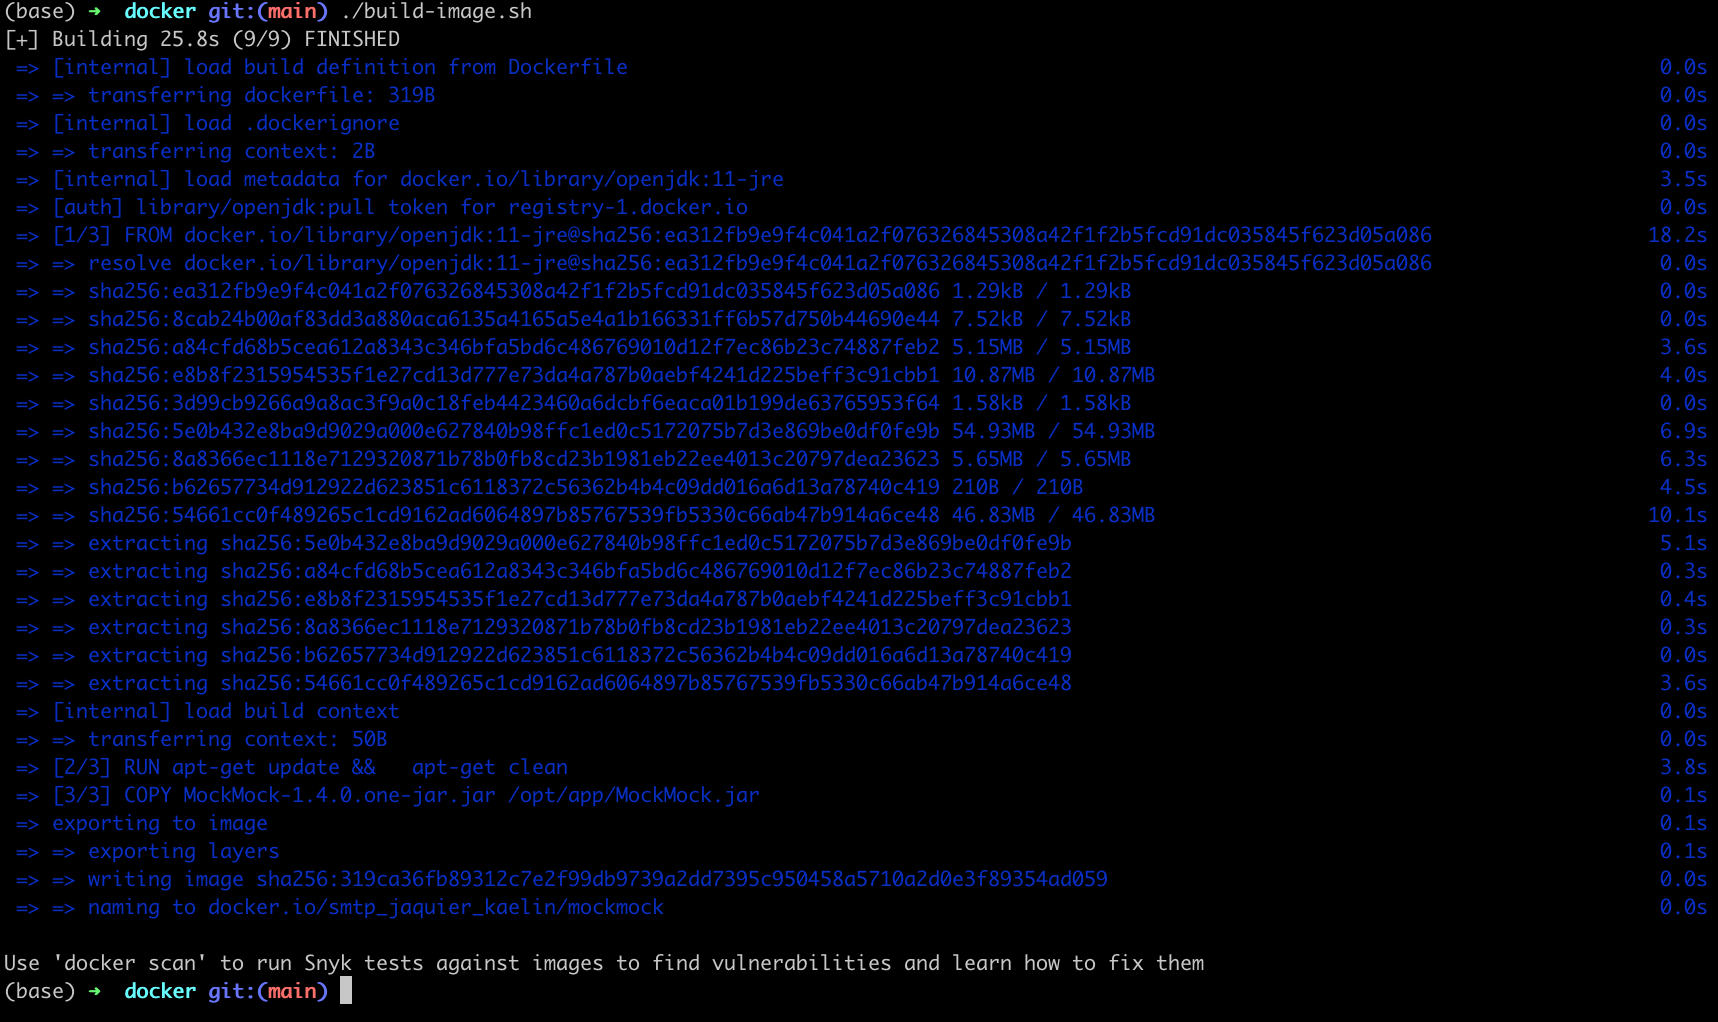 (base) ➜  docker git:(main) ./build-image.sh
[+] Building 25.8s (9/9) FINISHED
=> [internal] load build definition from Dockerfile 0.0s
=> => transferring dockerfile: 319B 0.0s
=> [internal] load .dockerignore 0.0s
=> => transferring context: 2B 0.0s
=> [internal] load metadata for docker.io/library/openjdk:11-jre 3.5s
=> [auth] library/openjdk:pull token for registry-1.docker.io 0.0s
=> [1/3] FROM docker.io/library/openjdk:11-jre@sha256:ea312fb9e9f4c041a2f076326845308a42f1f2b5fcd91dc035845f623d05a086 18.2s
=> => resolve docker.io/library/openjdk:11-jre@sha256:ea312fb9e9f4c041a2f076326845308a42f1f2b5fcd91dc035845f623d05a086 0.0s
=> => sha256:ea312fb9e9f4c041a2f076326845308a42f1f2b5fcd91dc035845f623d05a086 1.29kB / 1.29kB 0.0s
=> => sha256:8cab24b00af83dd3a880aca6135a4165a5e4a1b166331ff6b57d750b44690e44 7.52kB / 7.52kB 0.0s
=> => sha256:a84cfd68b5cea612a8343c346bfa5bd6c486769010d12f7ec86b23c74887feb2 5.15MB / 5.15MB 3.6s
=> => sha256:e8b8f2315954535f1e27cd13d777e73da4a787b0aebf4241d225beff3c91cbb1 10.87MB / 10.87MB 4.0s
=> => sha256:3d99cb9266a9a8ac3f9a0c18feb4423460a6dcbf6eaca01b199de63765953f64 1.58kB / 1.58kB 0.0s
=> => sha256:5e0b432e8ba9d9029a000e627840b98ffc1ed0c5172075b7d3e869be0df0fe9b 54.93MB / 54.93MB 6.9s
=> => sha256:8a8366ec1118e7129320871b78b0fb8cd23b1981eb22ee4013c20797dea23623 5.65MB / 5.65MB 6.3s
=> => sha256:b62657734d912922d623851c6118372c56362b4b4c09dd016a6d13a78740c419 210B / 210B 4.5s
=> => sha256:54661cc0f489265c1cd9162ad6064897b85767539fb5330c66ab47b914a6ce48 46.83MB / 46.83MB 10.1s
=> => extracting sha256:5e0b432e8ba9d9029a000e627840b98ffc1ed0c5172075b7d3e869be0df0fe9b 5.1s
=> => extracting sha256:a84cfd68b5cea612a8343c346bfa5bd6c486769010d12f7ec86b23c74887feb2 0.3s
=> => extracting sha256:e8b8f2315954535f1e27cd13d777e73da4a787b0aebf4241d225beff3c91cbb1 0.4s
=> => extracting sha256:8a8366ec1118e7129320871b78b0fb8cd23b1981eb22ee4013c20797dea23623 0.3s
=> => extracting sha256:b62657734d912922d623851c6118372c56362b4b4c09dd016a6d13a78740c419 0.0s
=> => extracting sha256:54661cc0f489265c1cd9162ad6064897b85767539fb5330c66ab47b914a6ce48 3.6s
=> [internal] load build context 0.0s
=> => transferring context: 50B 0.0s
=> [2/3] RUN apt-get update &&   apt-get clean 3.8s
=> [3/3] COPY MockMock-1.4.0.one-jar.jar /opt/app/MockMock.jar 0.1s
=> exporting to image 0.1s
=> => exporting layers 0.1s
=> => writing image sha256:319ca36fb89312c7e2f99db9739a2dd7395c950458a5710a2d0e3f89354ad059 0.0s
=> => naming to docker.io/smtp_jaquier_kaelin/mockmock 0.0s
Use 'docker scan' to run Snyk tests against images to find vulnerabilities and learn how to fix them
(base) ➜  docker git:(main)